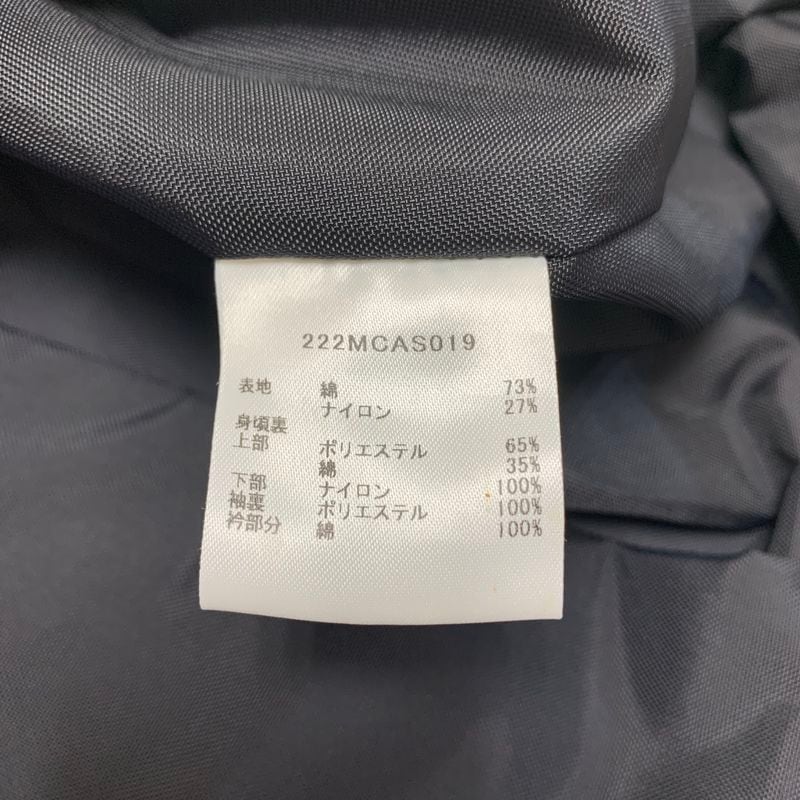 222MCAS019
表地 綿 73%
ナイロン 27%
身頃裏
上部 ポリエステル 65%
綿 35%
下部 ナイロン 100%
袖裏 ポリエステル 100%
衿部分 綿 100%